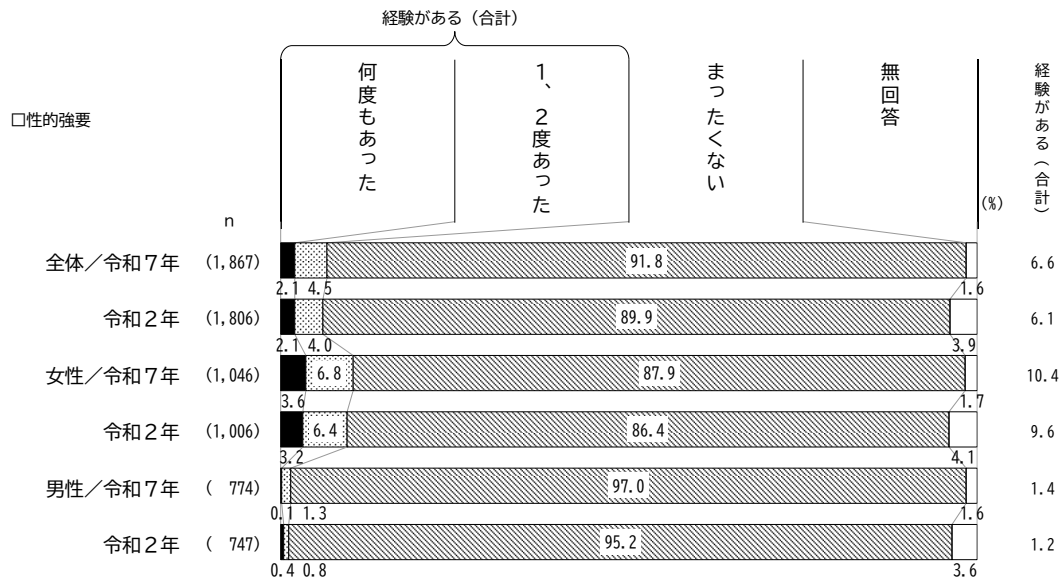 経験がある（合計）
□性的強要
何度もあった
１、２度あった
まったくない
無回答
経験がある（合計）
(%)
n
全体／令和７年 (1,867) 91.8 6.6
2.1 4.5 1.6
令和２年 (1,806) 89.9 6.1
2.1 4.0 3.9
女性／令和７年 (1,046) 6.8 87.9 10.4
3.6 1.7
令和２年 (1,006) 6.4 86.4 9.6
3.2 4.1
男性／令和７年 ( 774) 97.0 1.4
0.1 1.3 1.6
令和２年 ( 747) 95.2 1.2
0.4 0.8 3.6